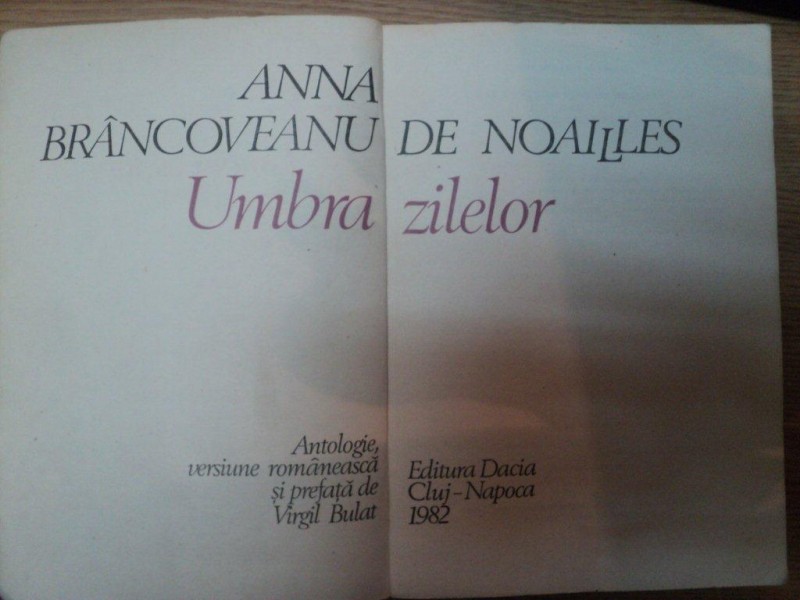 ANNA
BRÂNCOVEANU DE NOAILLES
Umbra zilelor
Antologie,
versiune românească
și prefață de
Virgil Bulat
Editura Dacia
Cluj-Napoca
1982